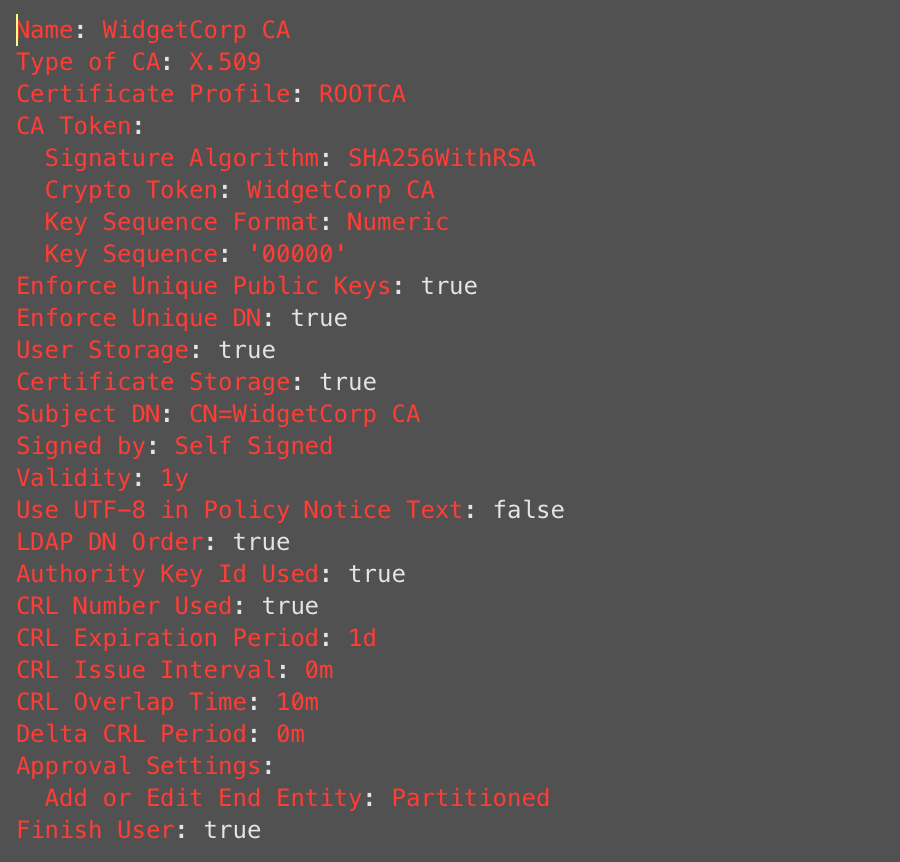 Name: WidgetCorp CA
Type of CA: X.509
Certificate Profile: ROOTCA
CA Token:
  Signature Algorithm: SHA256WithRSA
  Crypto Token: WidgetCorp CA
  Key Sequence Format: Numeric
  Key Sequence: '00000'
Enforce Unique Public Keys: true
Enforce Unique DN: true
User Storage: true
Certificate Storage: true
Subject DN: CN=WidgetCorp CA
Signed by: Self Signed
Validity: 1y
Use UTF-8 in Policy Notice Text: false
LDAP DN Order: true
Authority Key Id Used: true
CRL Number Used: true
CRL Expiration Period: 1d
CRL Issue Interval: 0m
CRL Overlap Time: 10m
Delta CRL Period: 0m
Approval Settings:
  Add or Edit End Entity: Partitioned
Finish User: true